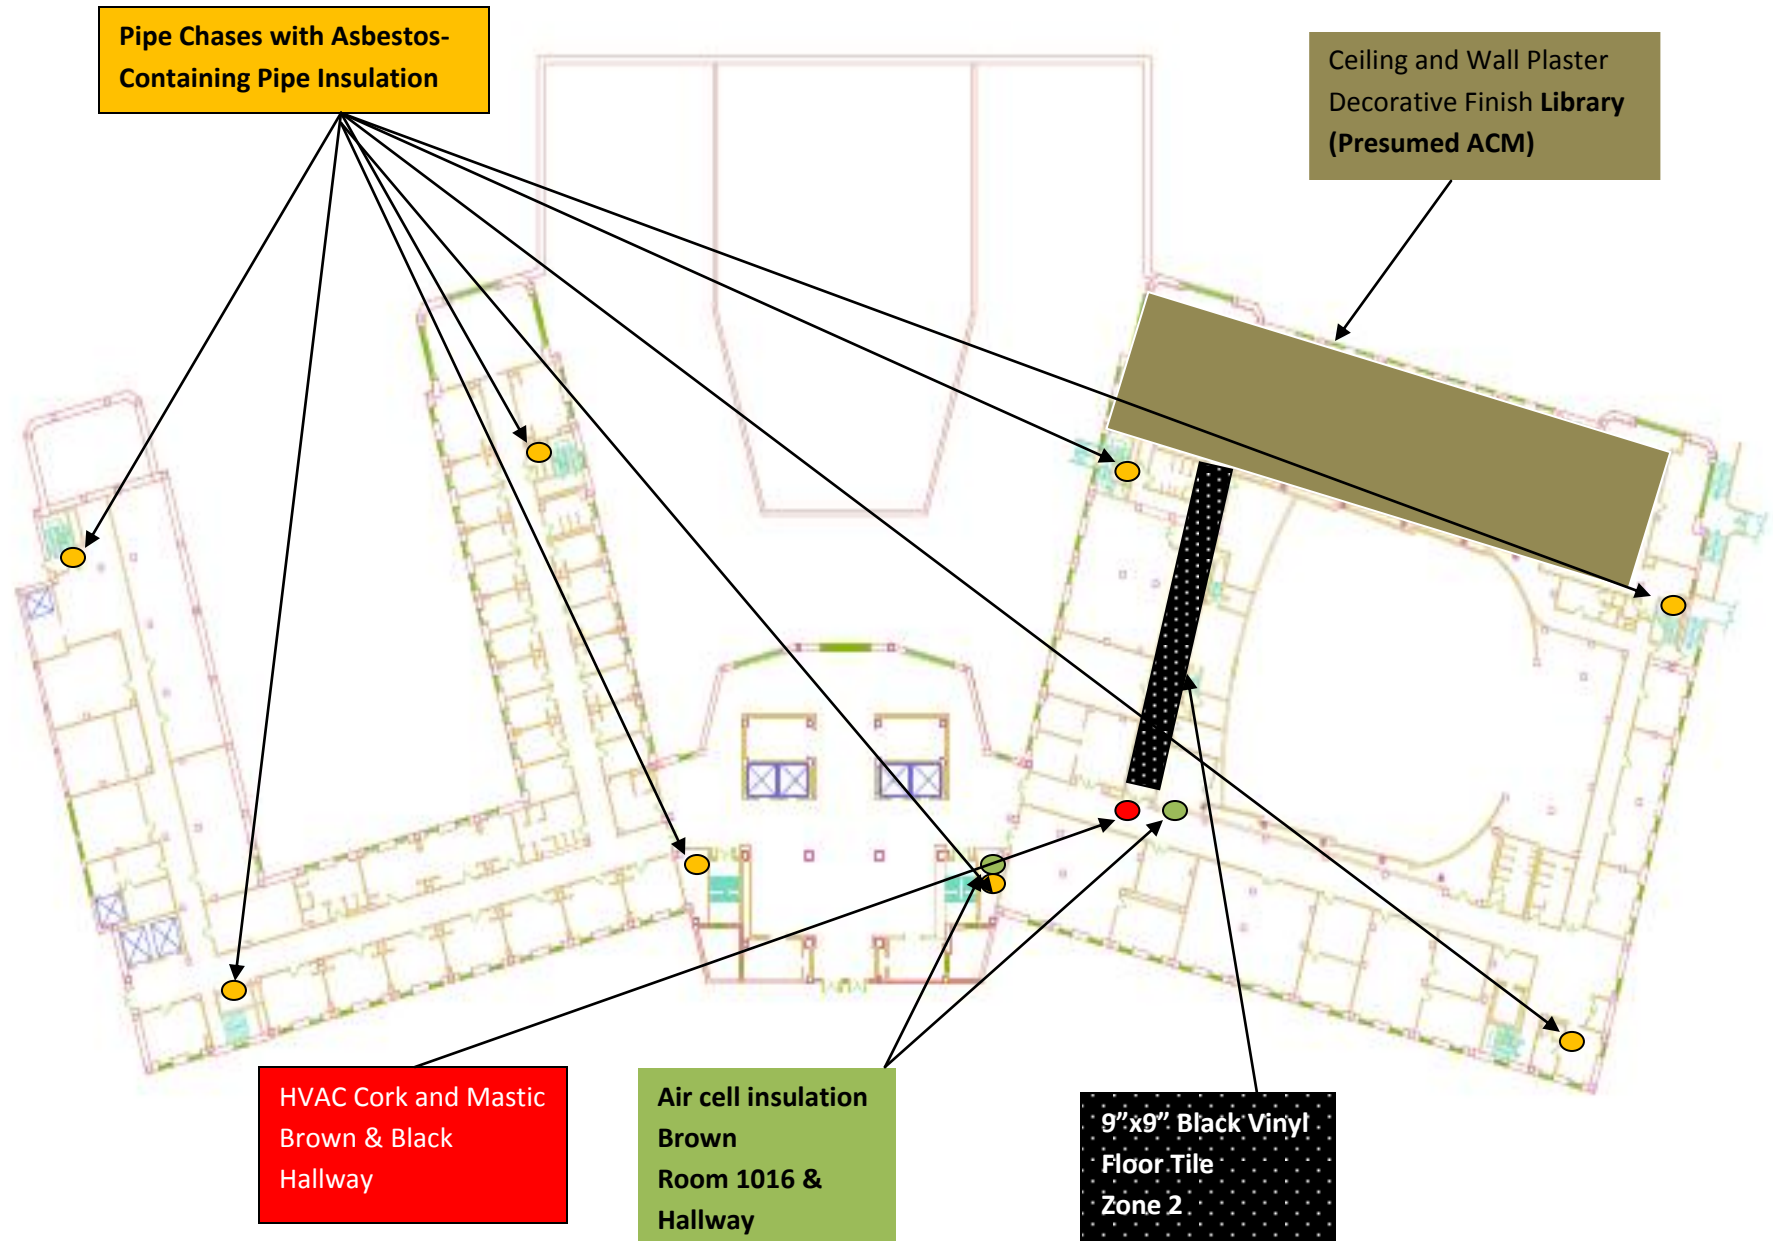 Pipe Chases with Asbestos-
Containing Pipe Insulation
Ceiling and Wall Plaster
Decorative Finish Library
(Presumed ACM)
HVAC Cork and Mastic
Brown & Black
Hallway
Air cell insulation
Brown
Room 1016 &
Hallway
9”x9” Black Vinyl
Floor Tile
Zone 2